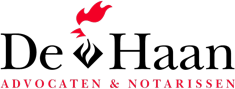 De Haan
ADVOCATEN & NOTARISSEN